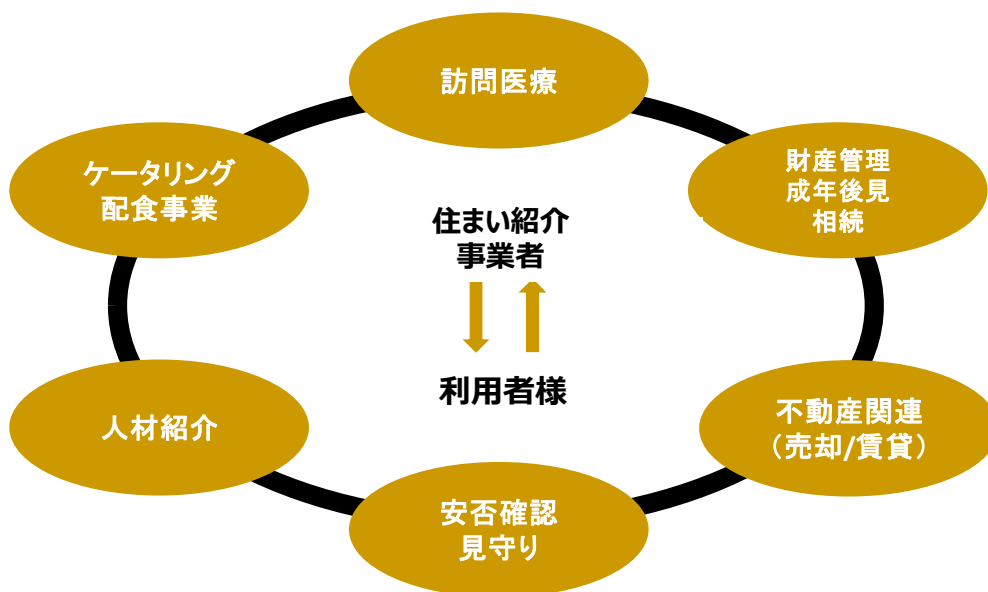 訪問医療
ケータリング
配食事業
財産管理
成年後見
相続
住まい紹介
事業者
利用者様
人材紹介
不動産関連
（売却/賃貸）
安否確認
見守り